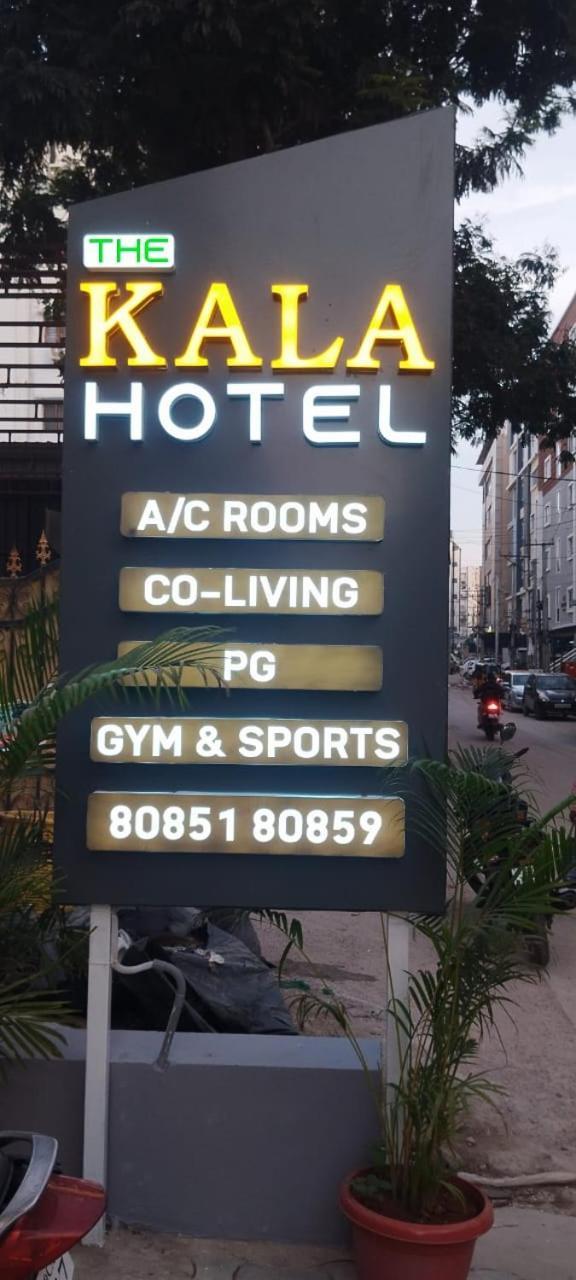 THE
KALA
HOTEL
A/C ROOMS
CO-LIVING
PG
GYM & SPORTS
80851 80859